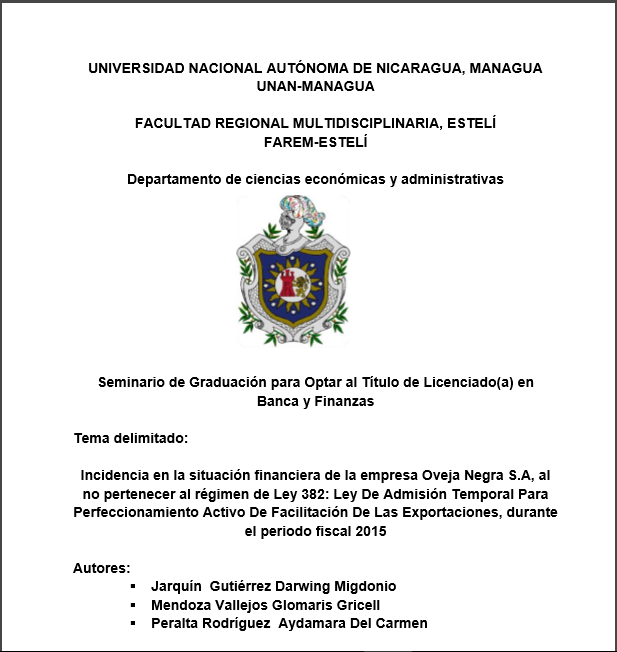 UNIVERSIDAD NACIONAL AUTÓNOMA DE NICARAGUA, MANAGUA
UNAN-MANAGUA
FACULTAD REGIONAL MULTIDISCIPLINARIA, ESTELÍ
FAREM-ESTELÍ
Departamento de ciencias económicas y administrativas
Seminario de Graduación para Optar al Título de Licenciado(a) en
Banca y Finanzas
Tema delimitado:
Incidencia en la situación financiera de la empresa Oveja Negra S.A, al
no pertenecer al régimen de Ley 382: Ley De Admisión Temporal Para
Perfeccionamiento Activo De Facilitación De Las Exportaciones, durante
el periodo fiscal 2015
Autores:
▪ Jarquín Gutiérrez Darwing Migdonio
▪ Mendoza Vallejos Glomaris Gricell
▪ Peralta Rodríguez Aydamara Del Carmen